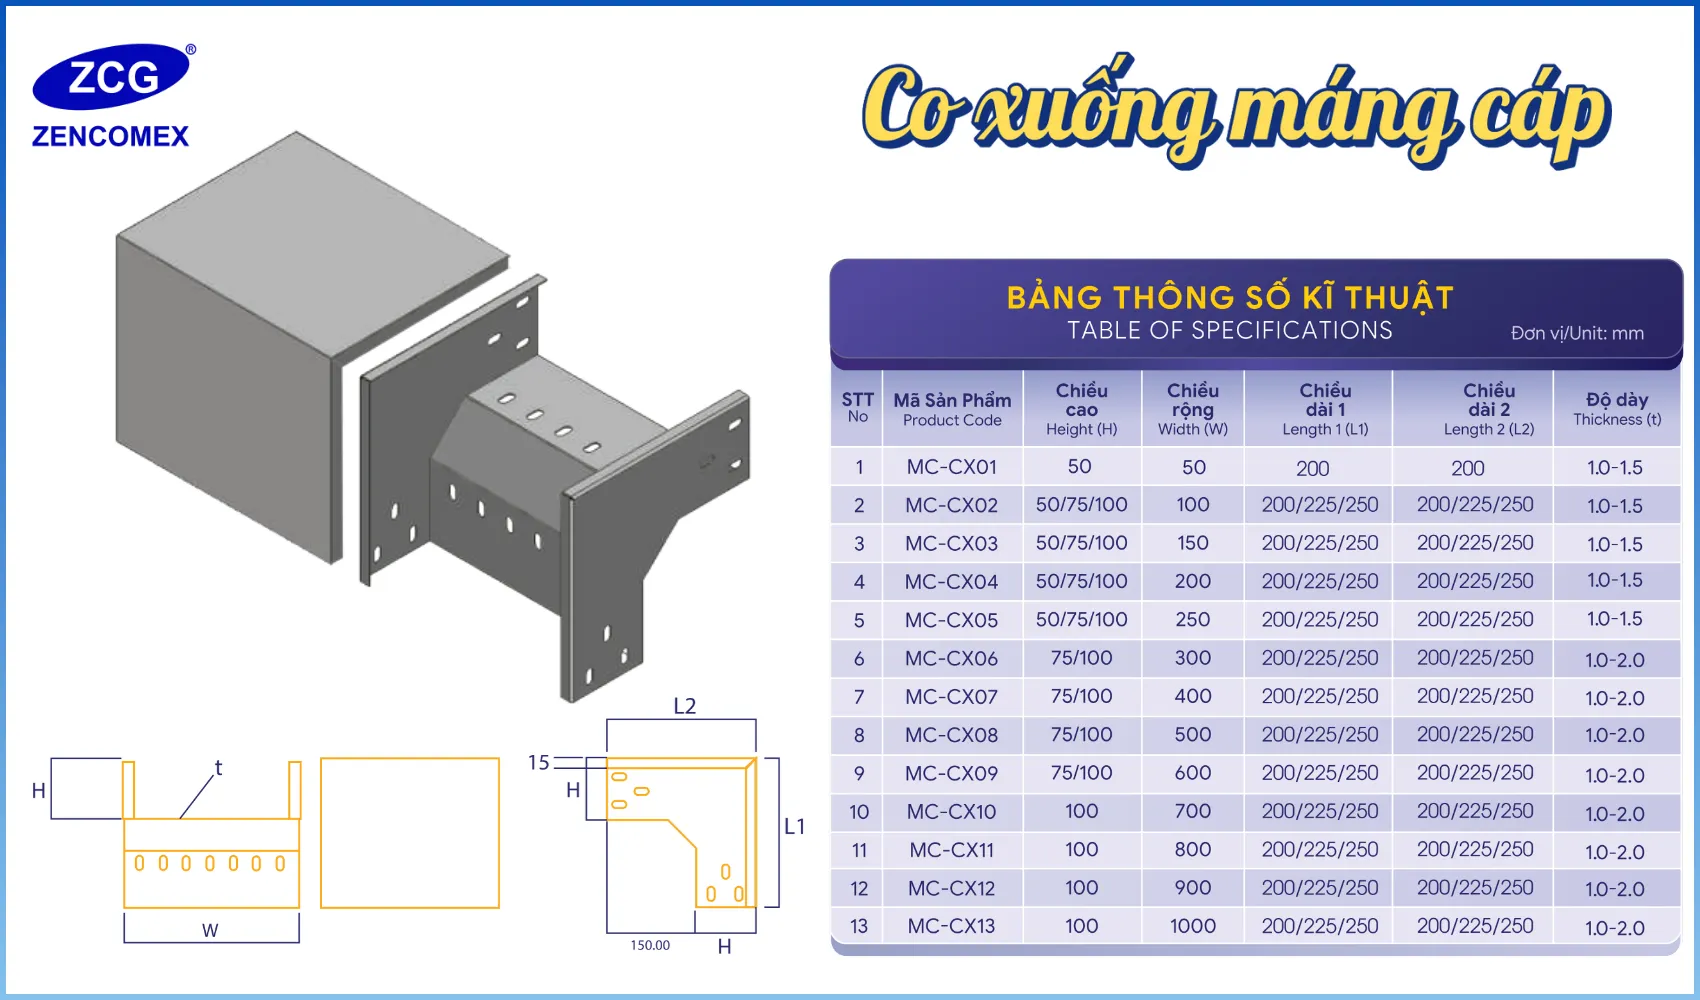 ZCG®
ZENCOMEX
Co xuống máng cáp
BẢNG THÔNG SỐ KĨ THUẬT
TABLE OF SPECIFICATIONS
Đơn vị/Unit: mm
STT No | Mã Sản Phẩm Product Code | Chiều cao Height (H) | Chiều rộng Width (W) | Chiều dài 1 Length 1 (L1) | Chiều dài 2 Length 2 (L2) | Độ dày Thickness (t)
1 MC-CX01 50 50 200 200 1.0-1.5
2 MC-CX02 50/75/100 100 200/225/250 200/225/250 1.0-1.5
3 MC-CX03 50/75/100 150 200/225/250 200/225/250 1.0-1.5
4 MC-CX04 50/75/100 200 200/225/250 200/225/250 1.0-1.5
5 MC-CX05 50/75/100 250 200/225/250 200/225/250 1.0-1.5
6 MC-CX06 75/100 300 200/225/250 200/225/250 1.0-2.0
7 MC-CX07 75/100 400 200/225/250 200/225/250 1.0-2.0
8 MC-CX08 75/100 500 200/225/250 200/225/250 1.0-2.0
9 MC-CX09 75/100 600 200/225/250 200/225/250 1.0-2.0
10 MC-CX10 100 700 200/225/250 200/225/250 1.0-2.0
11 MC-CX11 100 800 200/225/250 200/225/250 1.0-2.0
12 MC-CX12 100 900 200/225/250 200/225/250 1.0-2.0
13 MC-CX13 100 1000 200/225/250 200/225/250 1.0-2.0
H
t
W
L2
15
H
L1
150.00
H